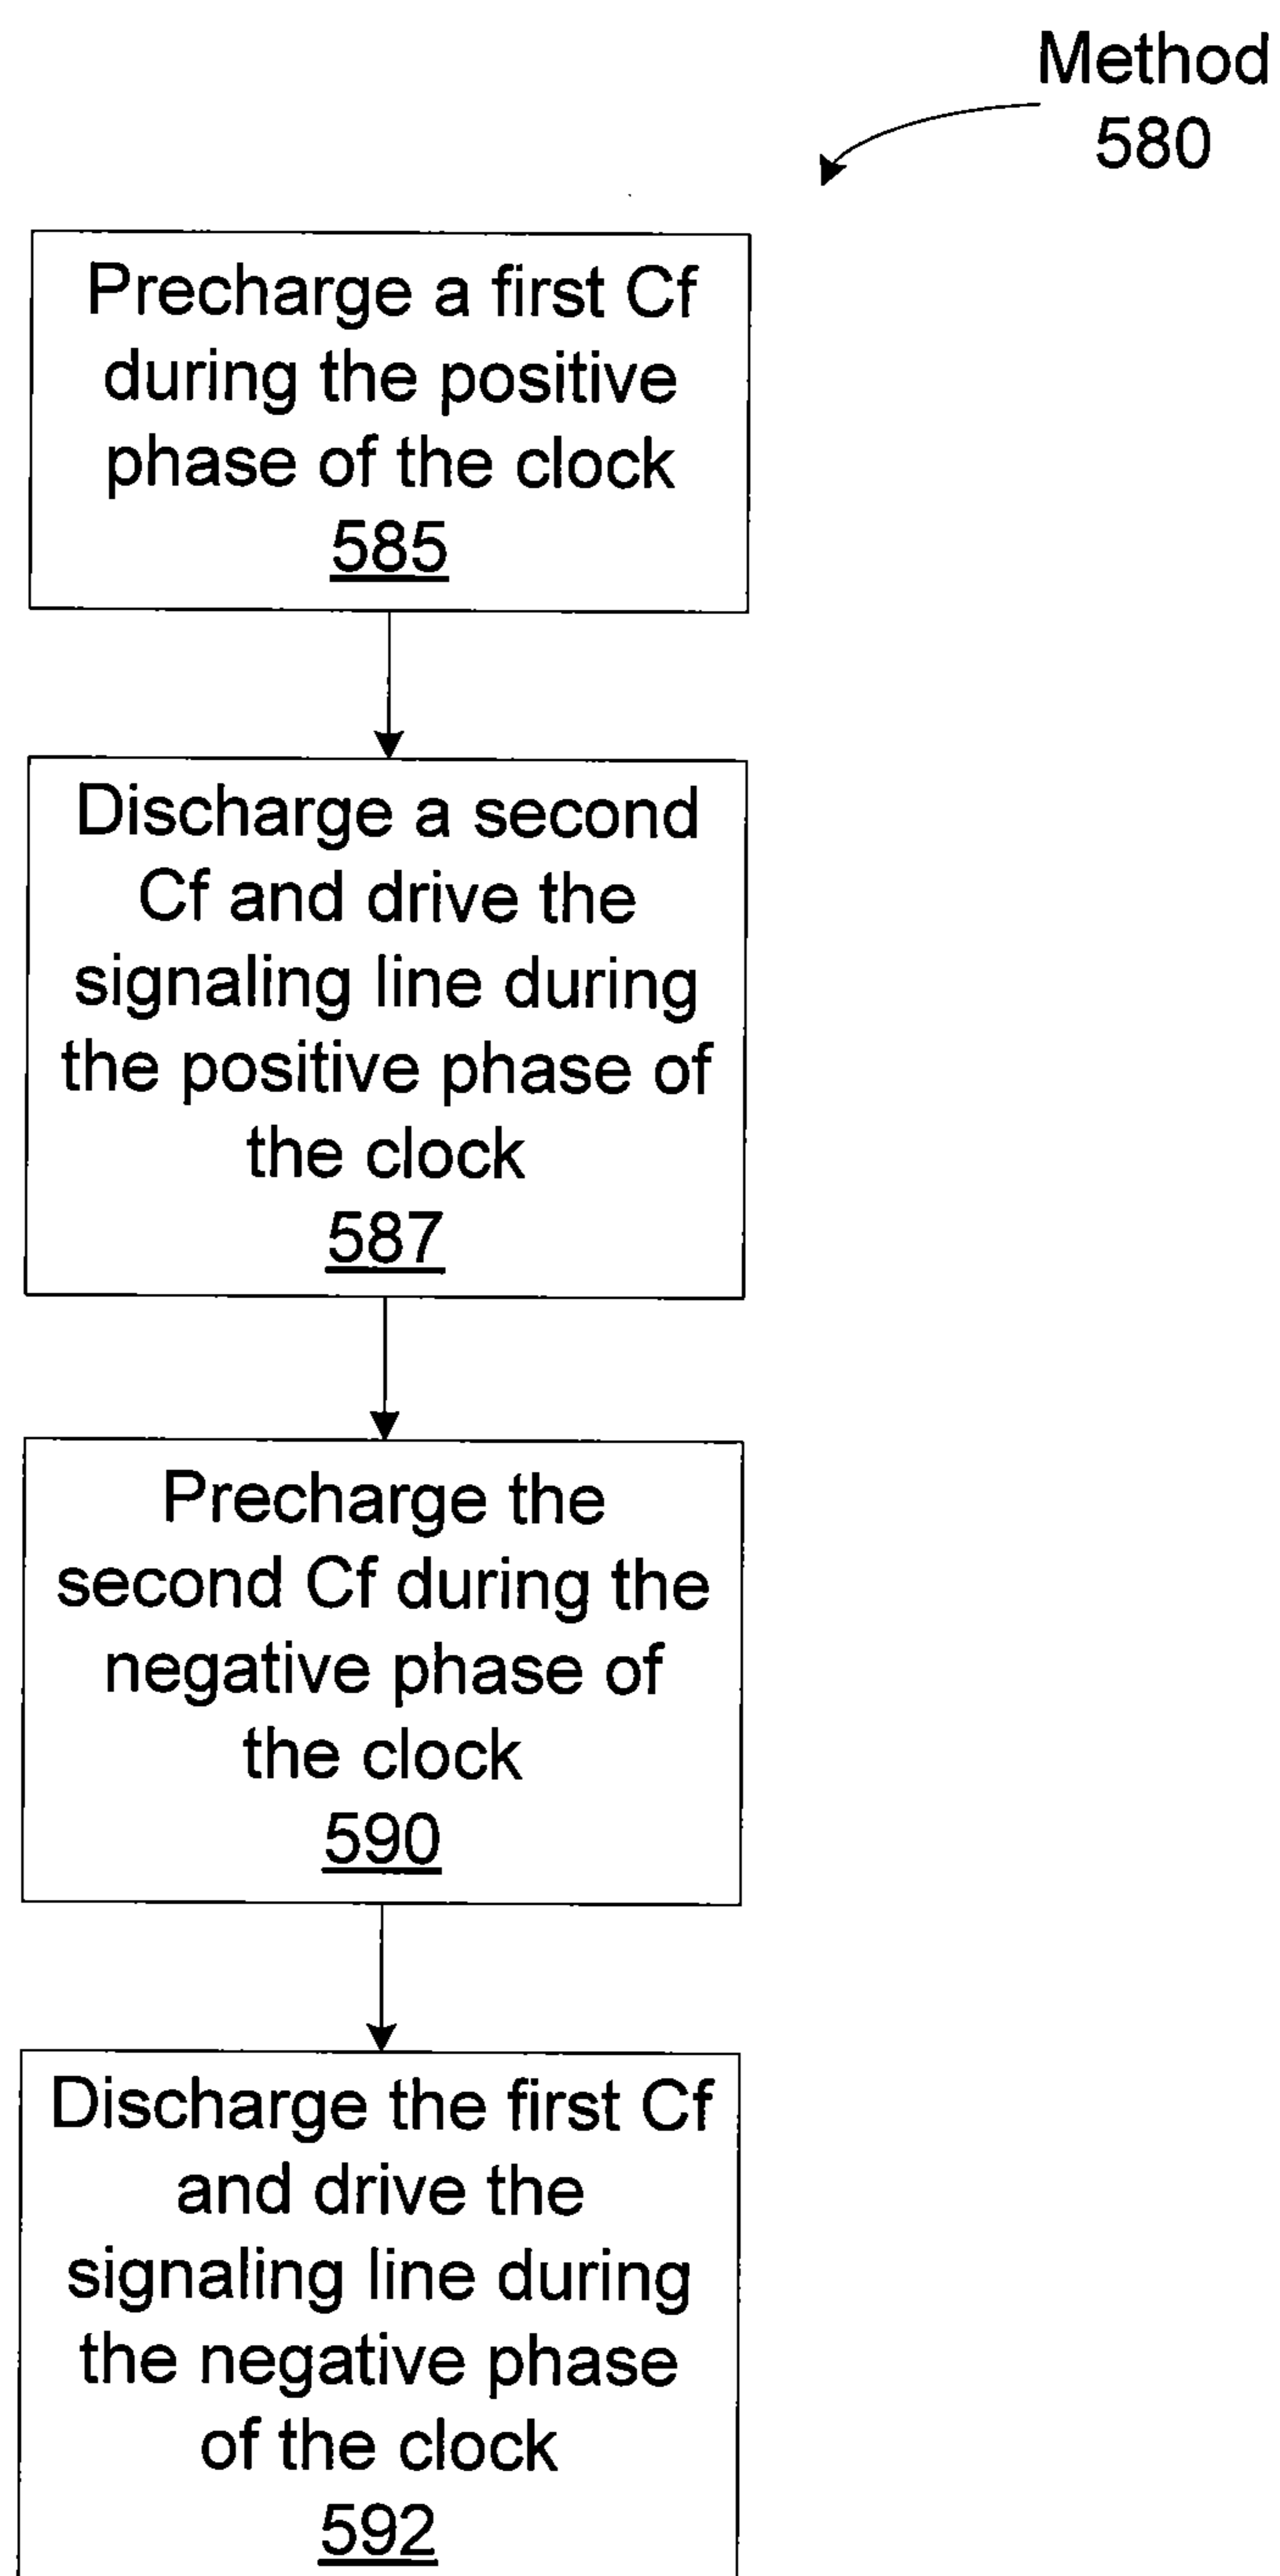 Method
580
Precharge a first Cf
during the positive
phase of the clock
585
Discharge a second
Cf and drive the
signaling line during
the positive phase of
the clock
587
Precharge the
second Cf during the
negative phase of
the clock
590
Discharge the first Cf
and drive the
signaling line during
the negative phase
of the clock
592